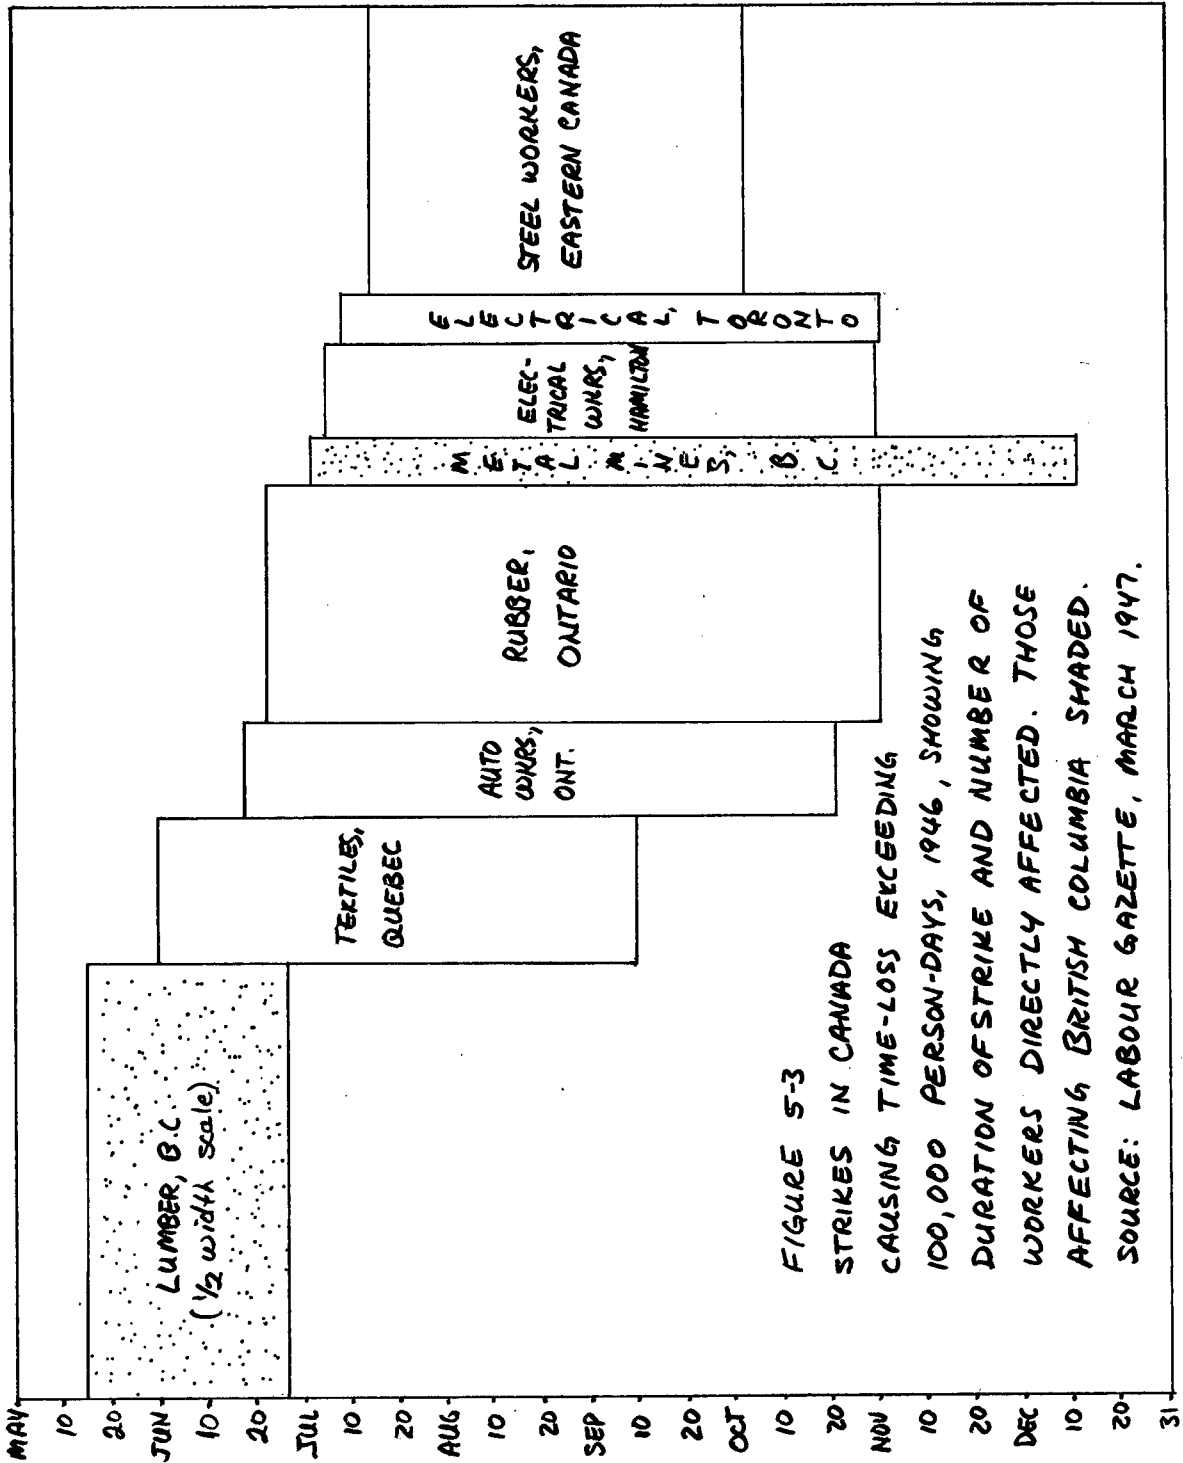 MAY
10
20
JUN
10
20
JUL
10
20
AUG
10
20
SEP
10
20
OCT
10
20
NOV
10
20
DEC
10
20
31
LUMBER, B.C.
(1/2 width scale)
TEXTILES,
QUEBEC
AUTO
WKRS,
ONT.
RUBBER,
ONTARIO
METAL MINES, B.C.
ELEC-
TRICAL
WKRS,
HAMILTON
ELECTRICAL, TORONTO
STEEL WORKERS,
EASTERN CANADA
FIGURE 5-3
STRIKES IN CANADA
CAUSING TIME-LOSS EXCEEDING
100,000 PERSON-DAYS, 1946, SHOWING
DURATION OF STRIKE AND NUMBER OF
WORKERS DIRECTLY AFFECTED. THOSE
AFFECTING BRITISH COLUMBIA SHADED.
SOURCE: LABOUR GAZETTE, MARCH 1947.